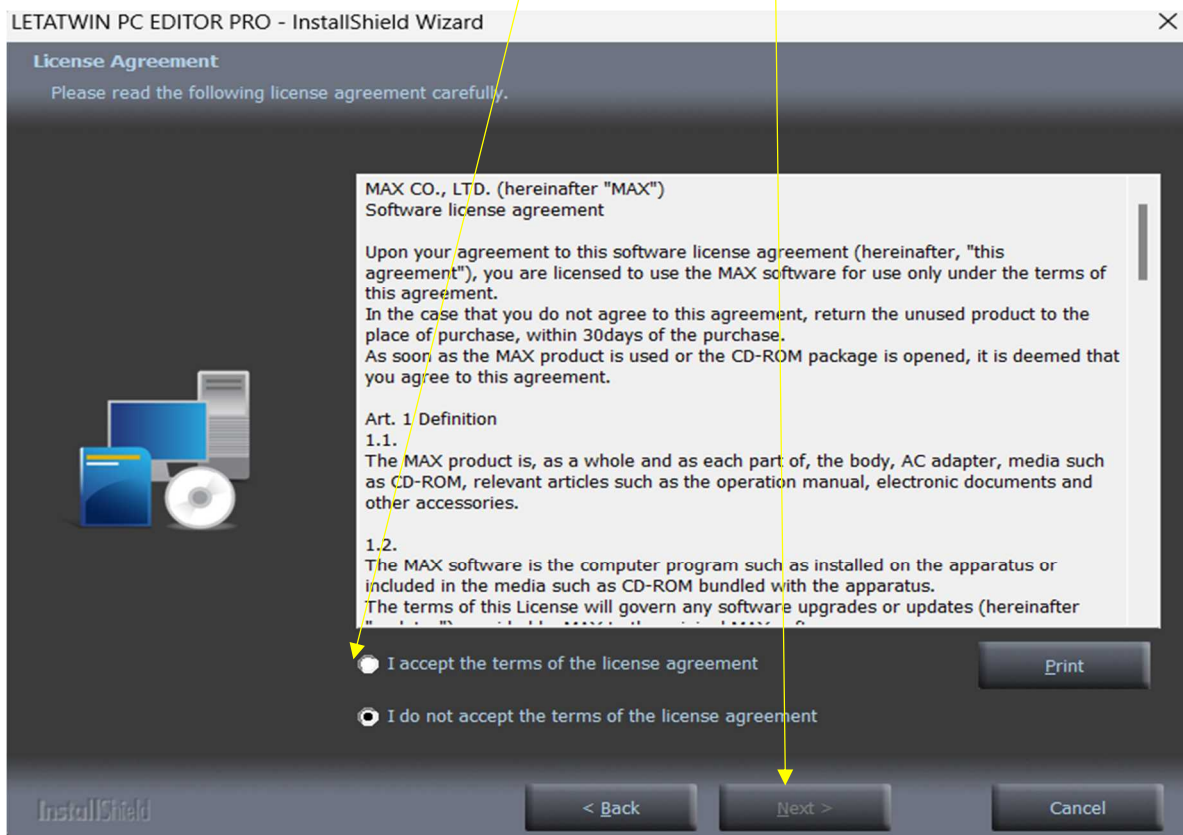 LETATWIN PC EDITOR PRO - InstallShield Wizard
License Agreement
Please read the following license agreement carefully.
MAX CO., LTD. (hereinafter "MAX")
Software license agreement
Upon your agreement to this software license agreement (hereinafter, "this
agreement"), you are licensed to use the MAX software for use only under the terms of
this agreement.
In the case that you do not agree to this agreement, return the unused product to the
place of purchase, within 30days of the purchase.
As soon as the MAX product is used or the CD-ROM package is opened, it is deemed that
you agree to this agreement.
Art. 1 Definition
1.1.
The MAX product is, as a whole and as each part of, the body, AC adapter, media such
as CD-ROM, relevant articles such as the operation manual, electronic documents and
other accessories.
1.2.
The MAX software is the computer program such as installed on the apparatus or
included in the media such as CD-ROM bundled with the apparatus.
The terms of this License will govern any software upgrades or updates (hereinafter
I accept the terms of the license agreement
Print
I do not accept the terms of the license agreement
InstallShield
< Back
Next >
Cancel